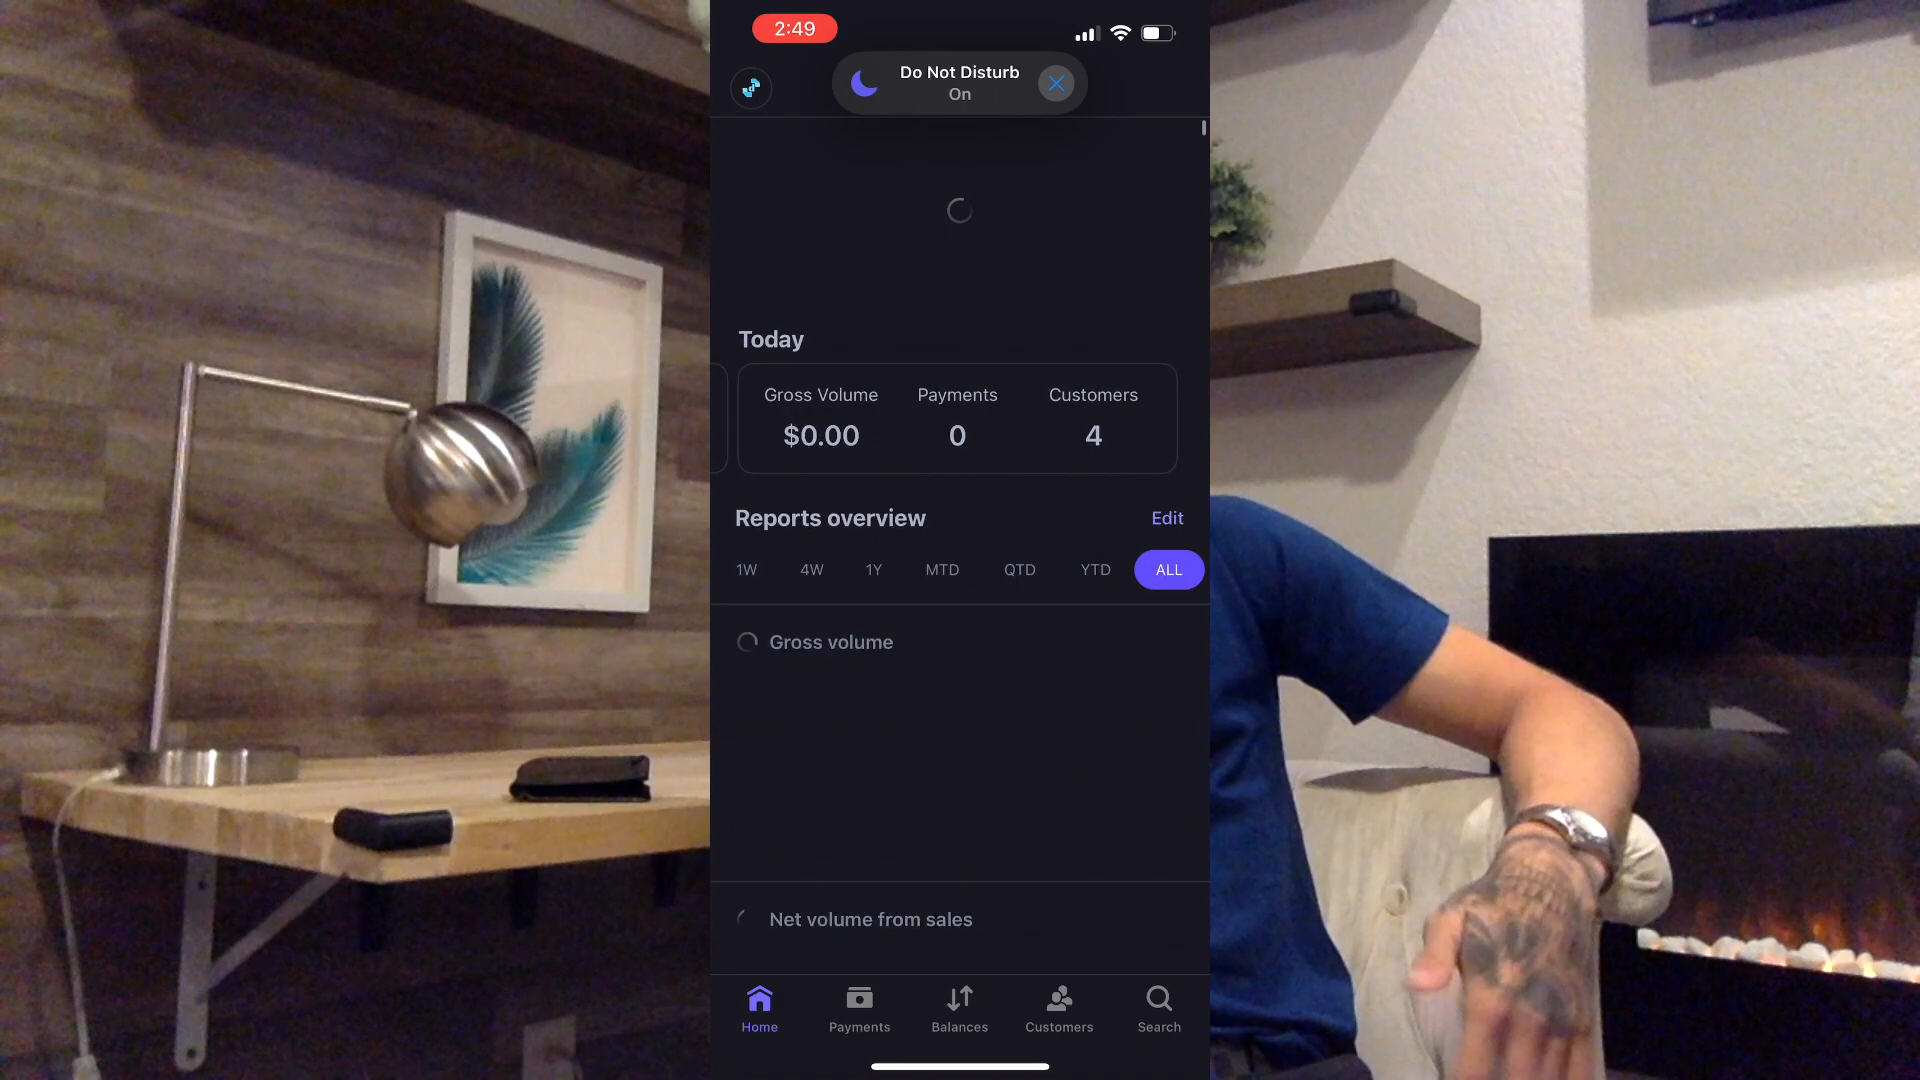 2:49
Do Not Disturb
On
Today
Gross Volume Payments Customers
$0.00 0 4
Reports overview Edit
1W 4W 1Y MTD QTD YTD ALL
Gross volume
Net volume from sales
Home Payments Balances Customers Search